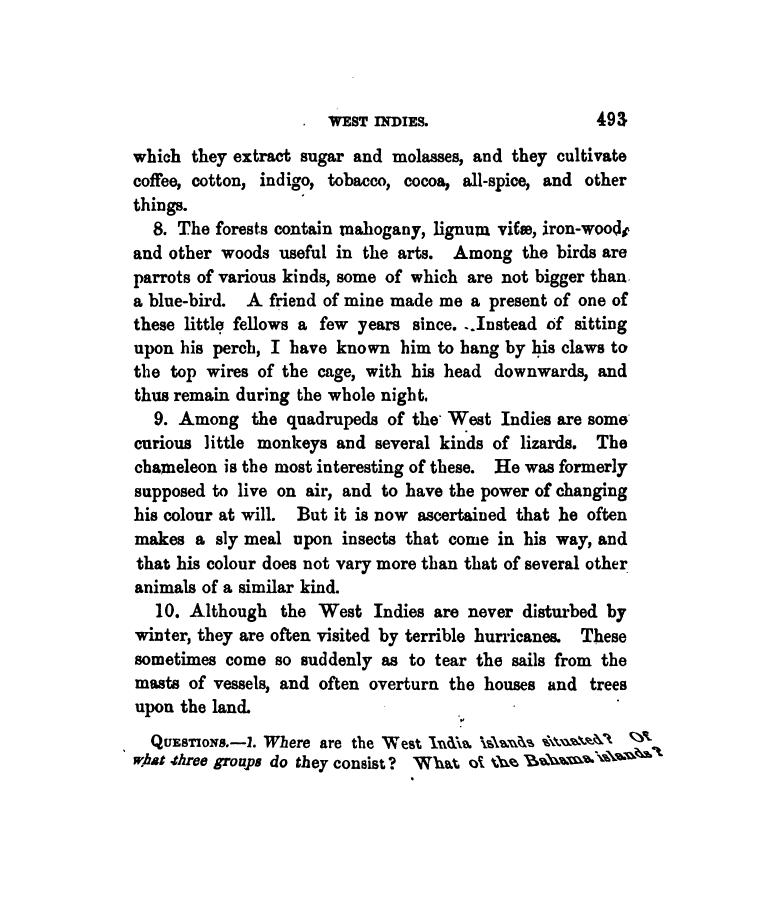 WEST INDIES. 493
which they extract sugar and molasses, and they cultivate
coffee, cotton, indigo, tobacco, cocoa, all-spice, and other
things.
8. The forests contain mahogany, lignum vitæ, iron-wood,
and other woods useful in the arts. Among the birds are
parrots of various kinds, some of which are not bigger than
a blue-bird. A friend of mine made me a present of one of
these little fellows a few years since. Instead of sitting
upon his perch, I have known him to hang by his claws to
the top wires of the cage, with his head downwards, and
thus remain during the whole night.
9. Among the quadrupeds of the West Indies are some
curious little monkeys and several kinds of lizards. The
chameleon is the most interesting of these. He was formerly
supposed to live on air, and to have the power of changing
his colour at will. But it is now ascertained that he often
makes a sly meal upon insects that come in his way, and
that his colour does not vary more than that of several other
animals of a similar kind.
10. Although the West Indies are never disturbed by
winter, they are often visited by terrible hurricanes. These
sometimes come so suddenly as to tear the sails from the
masts of vessels, and often overturn the houses and trees
upon the land.
QUESTIONS.—1. Where are the West India islands situated? Of
what three groups do they consist? What of the Bahama islands?